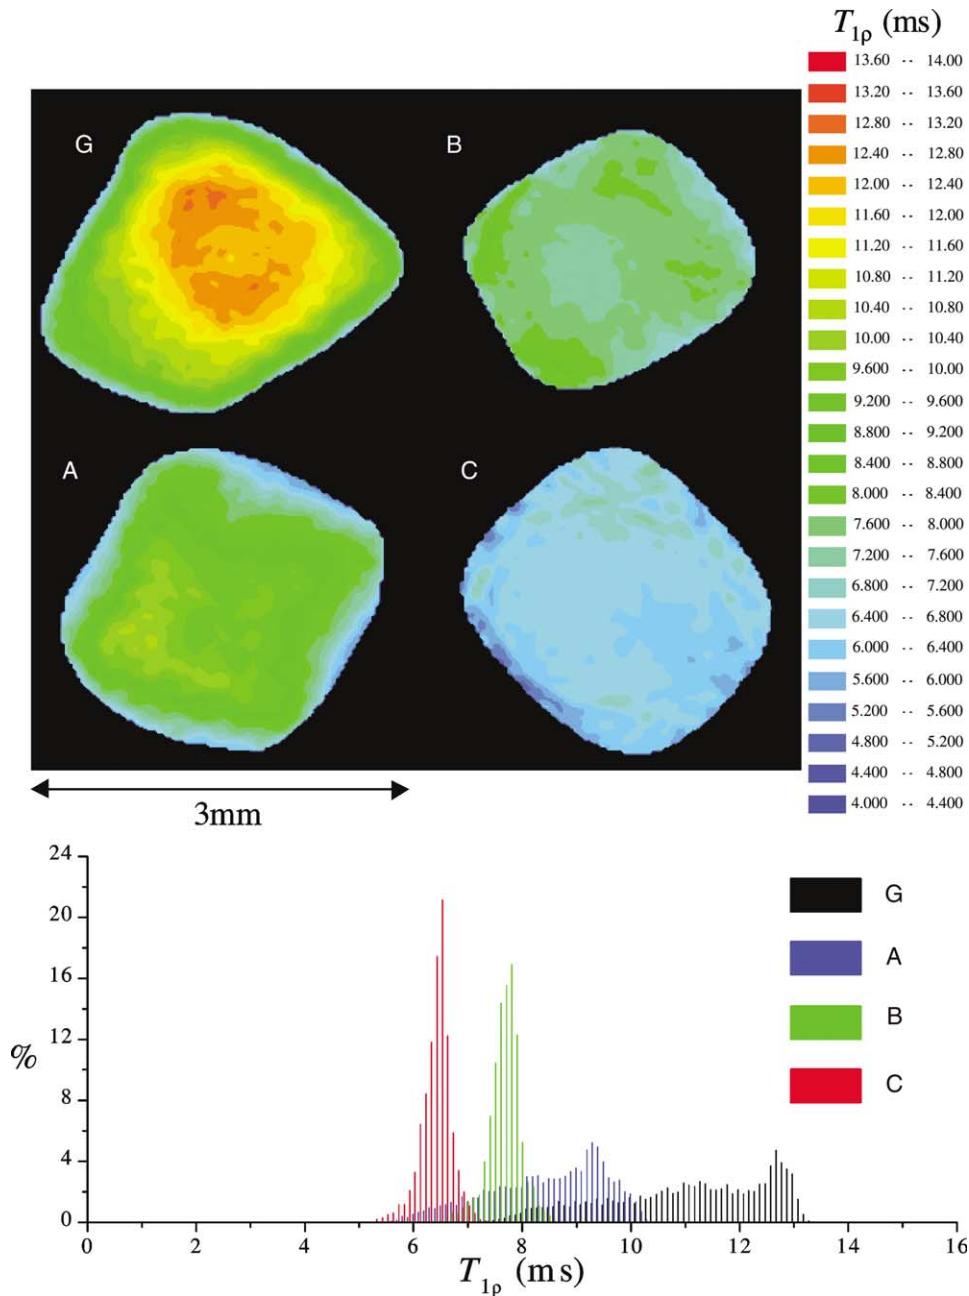 T1ρ (ms)
13.60 -- 14.00
13.20 -- 13.60
12.80 -- 13.20
12.40 -- 12.80
12.00 -- 12.40
11.60 -- 12.00
11.20 -- 11.60
10.80 -- 11.20
10.40 -- 10.80
10.00 -- 10.40
9.600 -- 10.00
9.200 -- 9.600
8.800 -- 9.200
8.400 -- 8.800
8.000 -- 8.400
7.600 -- 8.000
7.200 -- 7.600
6.800 -- 7.200
6.400 -- 6.800
6.000 -- 6.400
5.600 -- 6.000
5.200 -- 5.600
4.800 -- 5.200
4.400 -- 4.800
4.000 -- 4.400
G
B
A
C
3mm
24
20
16
12
8
4
0
%
0 2 4 6 8 10 12 14 16
T1ρ (ms)
G
A
B
C